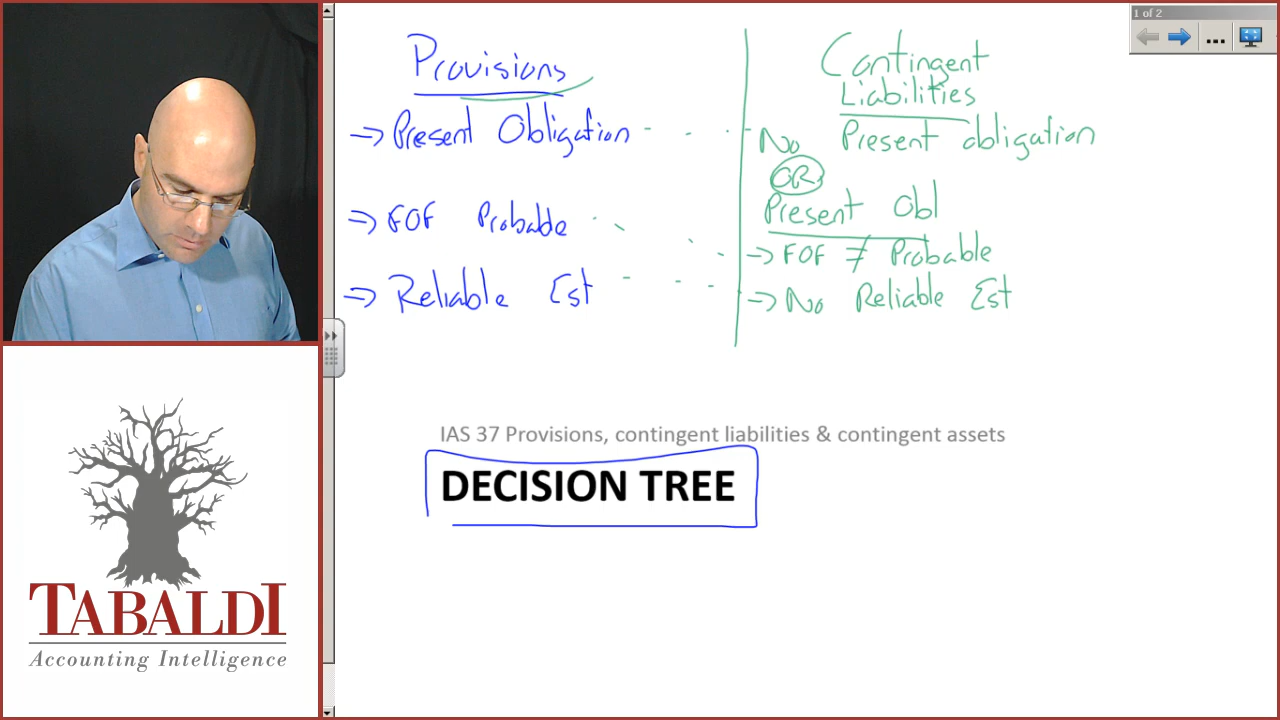 1 of 2
Provisions
→ Present Obligation
→ FOF Probable
→ Reliable Est
Contingent
Liabilities
No Present obligation
OR
Present Obl
→ FOF ≠ Probable
→ No Reliable Est
IAS 37 Provisions, contingent liabilities & contingent assets
DECISION TREE
TABALDI
Accounting Intelligence